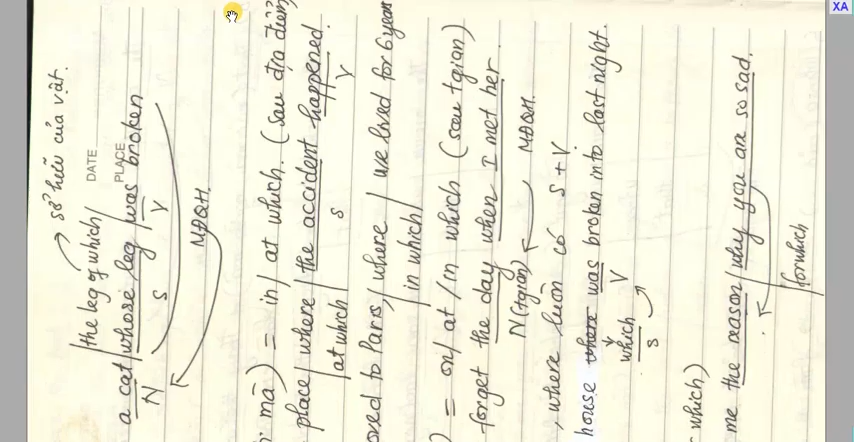 sở hữu của vật.
DATE
PLACE
/the leg of which/
a cat/whose leg/was broken
N S V
MĐQH.
mà) = in/ at which. (sau địa điểm
place/where/the accident happened.
/at which S V
oved to Paris,/where/we lived for 6 year
in which/
) = on/ at /in which (sau tgian)
forget the day when I met her.
N(tgian) MĐQH.
, where luôn có S + V
house where was broken into last night.
which V
S
which)
me the reason/why you are so sad.
/for which
XA